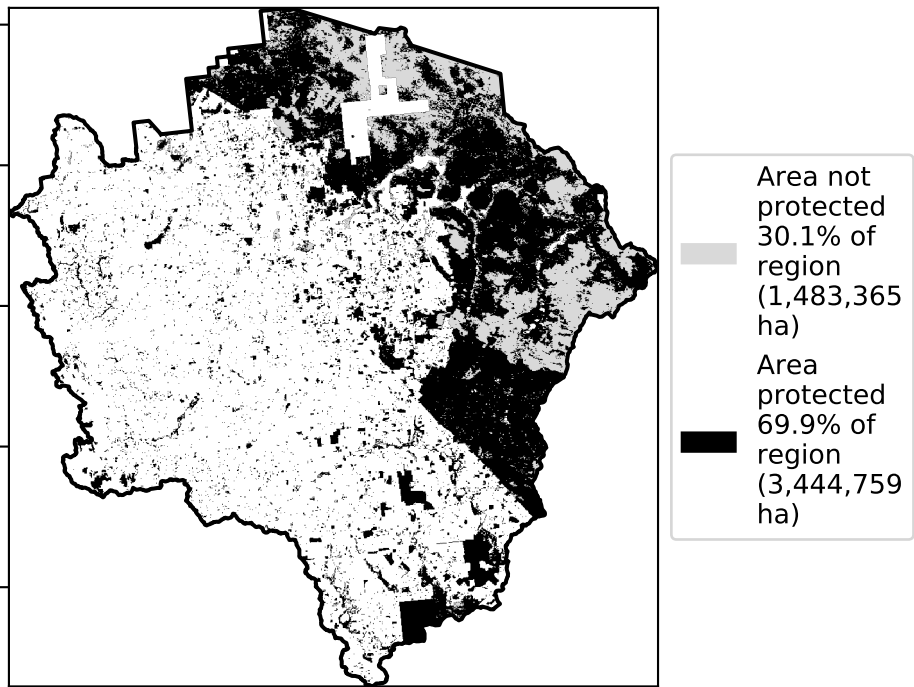 Area not
protected
30.1% of
region
(1,483,365
ha)
Area
protected
69.9% of
region
(3,444,759
ha)